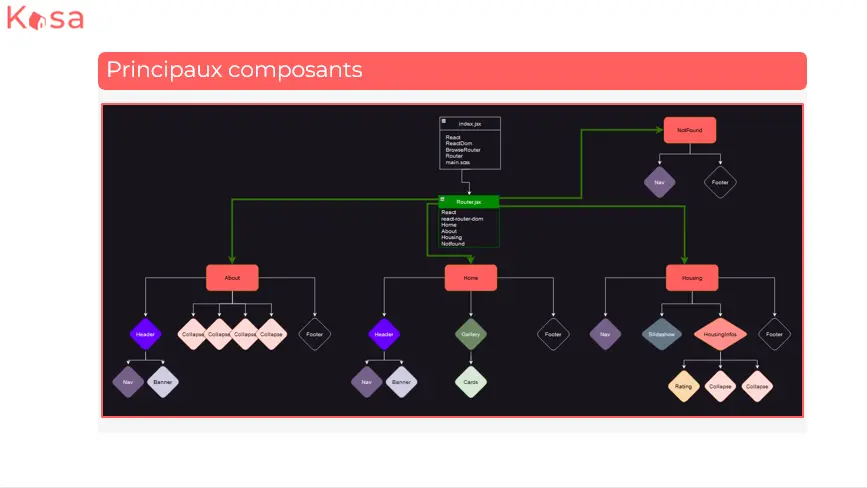 Kasa
Principaux composants
index.jsx
React
ReactDom
BrowseRouter
Router
main.scss
NotFound
Nav
Footer
Router.jsx
React
react-router-dom
Home
About
Housing
Notfound
About
Home
Housing
Header
Collapse
Collapse
Collapse
Collapse
Footer
Header
Gallery
Footer
Nav
Slideshow
HousingInfos
Footer
Nav
Banner
Nav
Banner
Cards
Rating
Collapse
Collapse